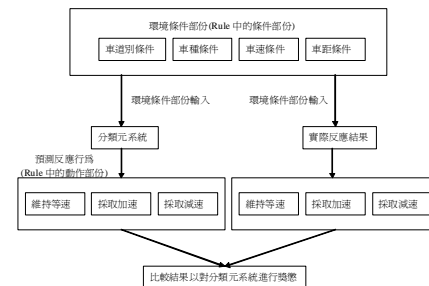 環境條件部份(Rule 中的條件部份)
車道別條件
車種條件
車速條件
車距條件
環境條件部份輸入
環境條件部份輸入
分類元系統
實際反應結果
預測反應行為
(Rule 中的動作部份)
維持等速
採取加速
採取減速
維持等速
採取加速
採取減速
比較結果以對分類元系統進行獎懲